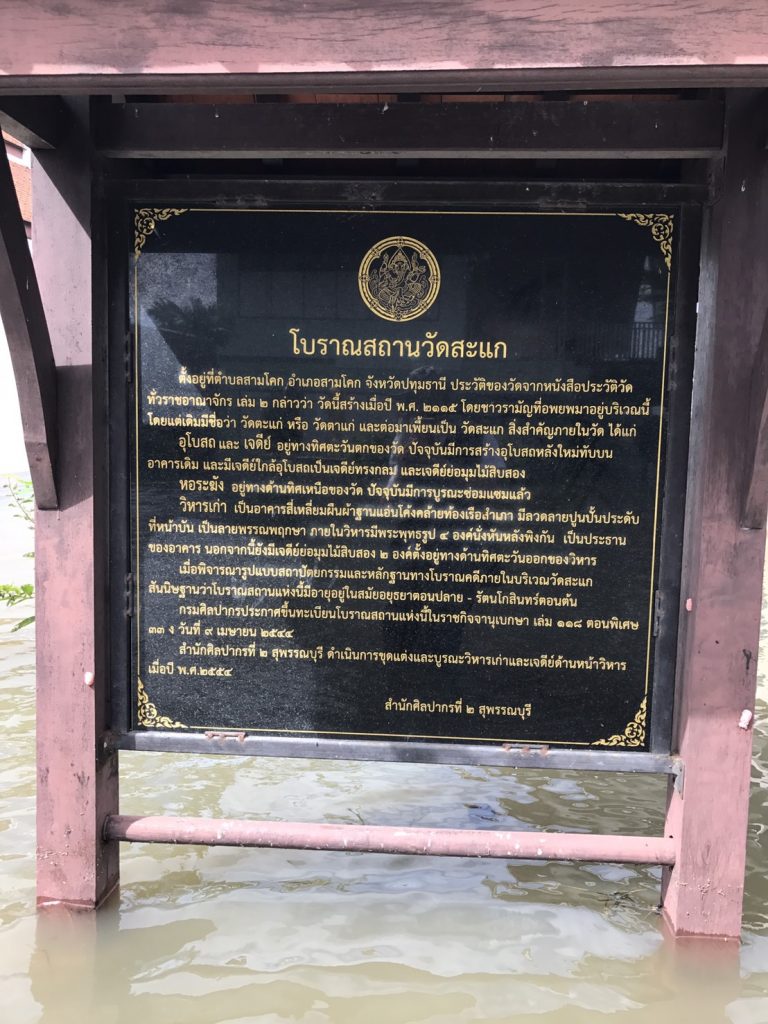 โบราณสถานวัดสะแก
ตั้งอยู่ที่ตำบลสามโคก อำเภอสามโคก จังหวัดปทุมธานี ประวัติของวัดจากหนังสือประวัติวัด
ทั่วราชอาณาจักร เล่ม ๒ กล่าวว่า วัดนี้สร้างเมื่อปี พ.ศ. ๒๑๑๕ โดยชาวรามัญที่อพยพมาอยู่บริเวณนี้
โดยแต่เดิมมีชื่อว่า วัดตะแก่ หรือ วัดตาแก่ และต่อมาเพี้ยนเป็น วัดสะแก สิ่งสำคัญภายในวัด ได้แก่
อุโบสถ และ เจดีย์ อยู่ทางทิศตะวันตกของวัด ปัจจุบันมีการสร้างอุโบสถหลังใหม่ทับบน
อาคารเดิม และมีเจดีย์ใกล้อุโบสถเป็นเจดีย์ทรงกลม และเจดีย์ย่อมุมไม้สิบสอง
หอระฆัง อยู่ทางด้านทิศเหนือของวัด ปัจจุบันมีการบูรณะซ่อมแซมแล้ว
วิหารเก่า เป็นอาคารสี่เหลี่ยมผืนผ้าฐานแอ่นโค้งคล้ายท้องเรือสำเภา มีลวดลายปูนปั้นประดับ
ที่หน้าบัน เป็นลายพรรณพฤกษา ภายในวิหารมีพระพุทธรูป ๔ องค์นั่งหันหลังพิงกัน เป็นประธาน
ของอาคาร นอกจากนี้ยังมีเจดีย์ย่อมุมไม้สิบสอง ๒ องค์ตั้งอยู่ทางด้านทิศตะวันออกของวิหาร
เมื่อพิจารณารูปแบบสถาปัตยกรรมและหลักฐานทางโบราณคดีภายในบริเวณวัดสะแก
สันนิษฐานว่าโบราณสถานแห่งนี้มีอายุอยู่ในสมัยอยุธยาตอนปลาย - รัตนโกสินทร์ตอนต้น
กรมศิลปากรประกาศขึ้นทะเบียนโบราณสถานแห่งนี้ในราชกิจจานุเบกษา เล่ม ๑๑๘ ตอนพิเศษ
๓๓ ง วันที่ ๙ เมษายน ๒๕๔๔
สำนักศิลปากรที่ ๒ สุพรรณบุรี ดำเนินการขุดแต่งและบูรณะวิหารเก่าและเจดีย์ด้านหน้าวิหาร
เมื่อปี พ.ศ.๒๕๕๔
สำนักศิลปากรที่ ๒ สุพรรณบุรี